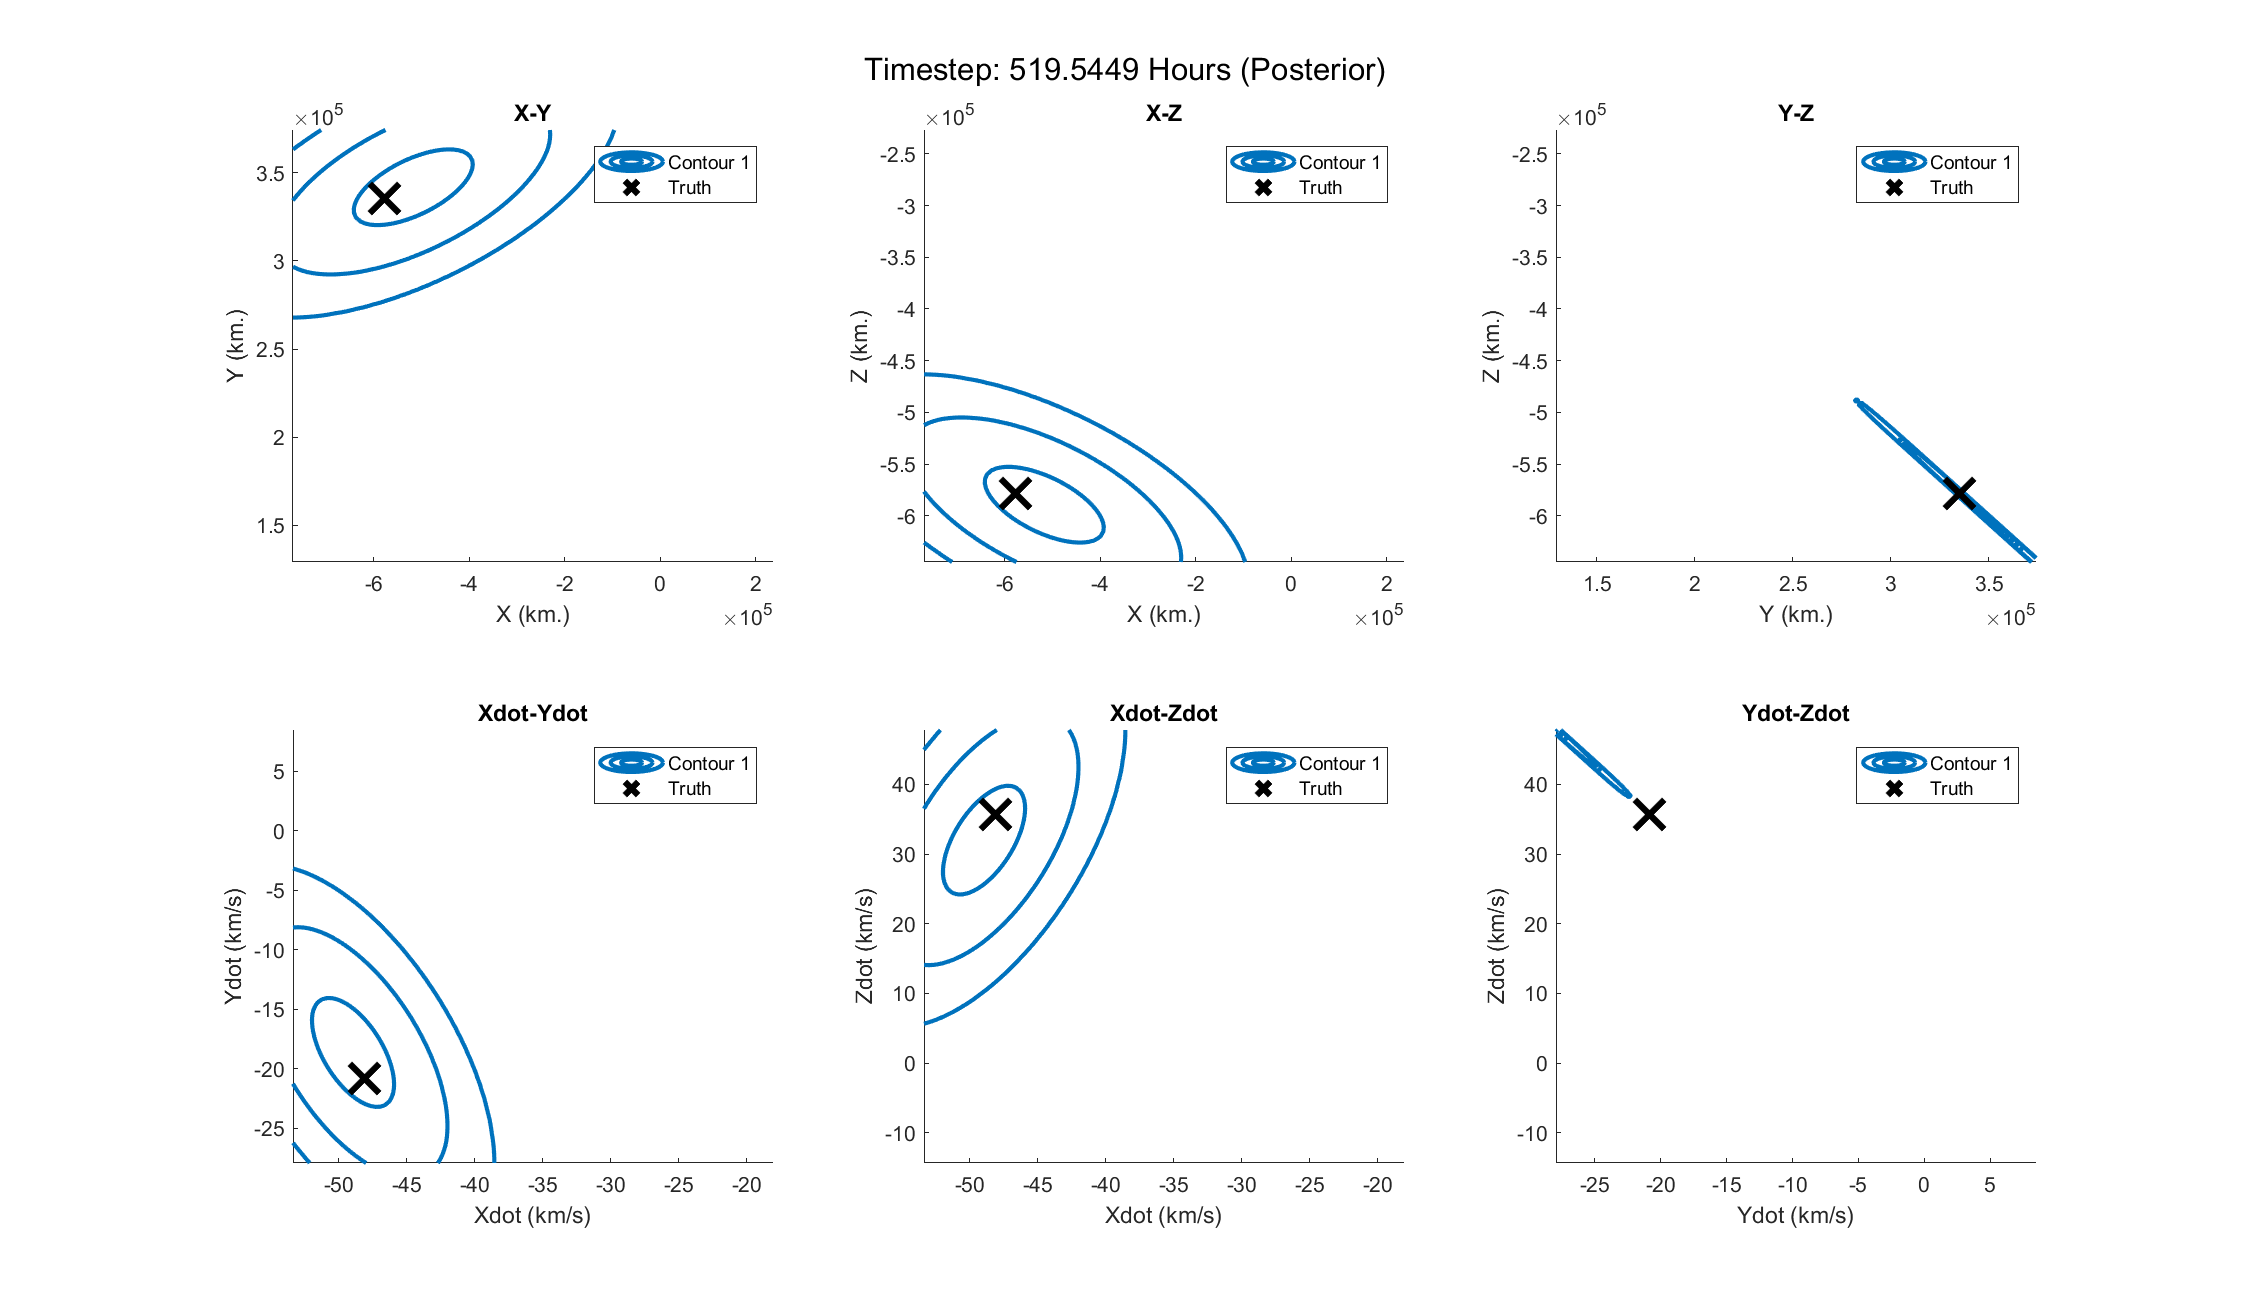 Timestep: 519.5449 Hours (Posterior)
X-Y
×10^5
3.5
3
2.5
2
1.5
Y (km.)
-6 -4 -2 0 2
X (km.)
×10^5
Contour 1
Truth
X-Z
×10^5
-2.5
-3
-3.5
-4
-4.5
-5
-5.5
-6
Z (km.)
-6 -4 -2 0 2
X (km.)
×10^5
Contour 1
Truth
Y-Z
×10^5
-2.5
-3
-3.5
-4
-4.5
-5
-5.5
-6
Z (km.)
1.5 2 2.5 3 3.5
Y (km.)
×10^5
Contour 1
Truth
Xdot-Ydot
5
0
-5
-10
-15
-20
-25
Ydot (km/s)
-50 -45 -40 -35 -30 -25 -20
Xdot (km/s)
Contour 1
Truth
Xdot-Zdot
40
30
20
10
0
-10
Zdot (km/s)
-50 -45 -40 -35 -30 -25 -20
Xdot (km/s)
Contour 1
Truth
Ydot-Zdot
40
30
20
10
0
-10
Zdot (km/s)
-25 -20 -15 -10 -5 0 5
Ydot (km/s)
Contour 1
Truth